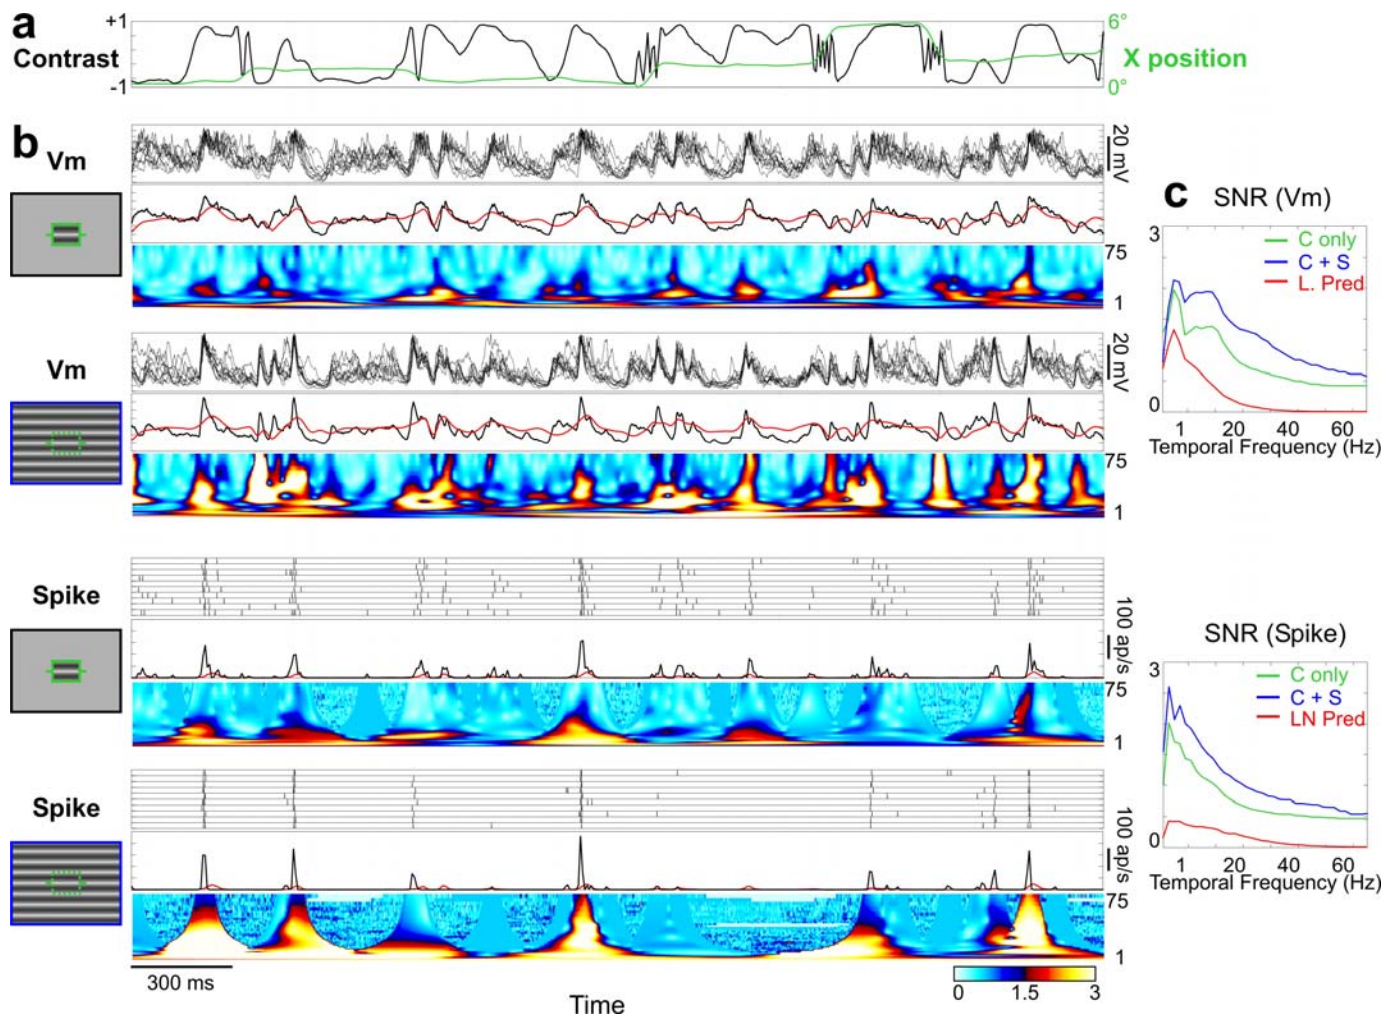 a
+1
6°
Contrast
X position
-1
0°
b
Vm
20 mV
75
1
Vm
20 mV
75
1
Spike
100 ap/s
75
1
Spike
100 ap/s
75
1
300 ms
Time
0 1.5 3
c SNR (Vm)
3
C only
C + S
L. Pred
0
1 20 40 60
Temporal Frequency (Hz)
SNR (Spike)
3
C only
C + S
LN Pred
0
1 20 40 60
Temporal Frequency (Hz)